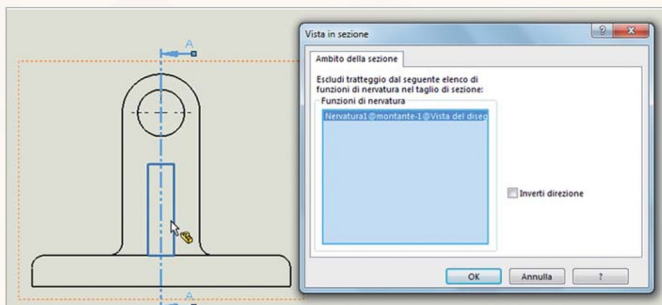 A
Vista in sezione
Ambito della sezione
Escludi tratteggio dal seguente elenco di
funzioni di nervatura nel taglio di sezione:
Funzioni di nervatura
Nervatura1@montante-1@Vista del diseg
Inverti direzione
A
OK Annulla ?